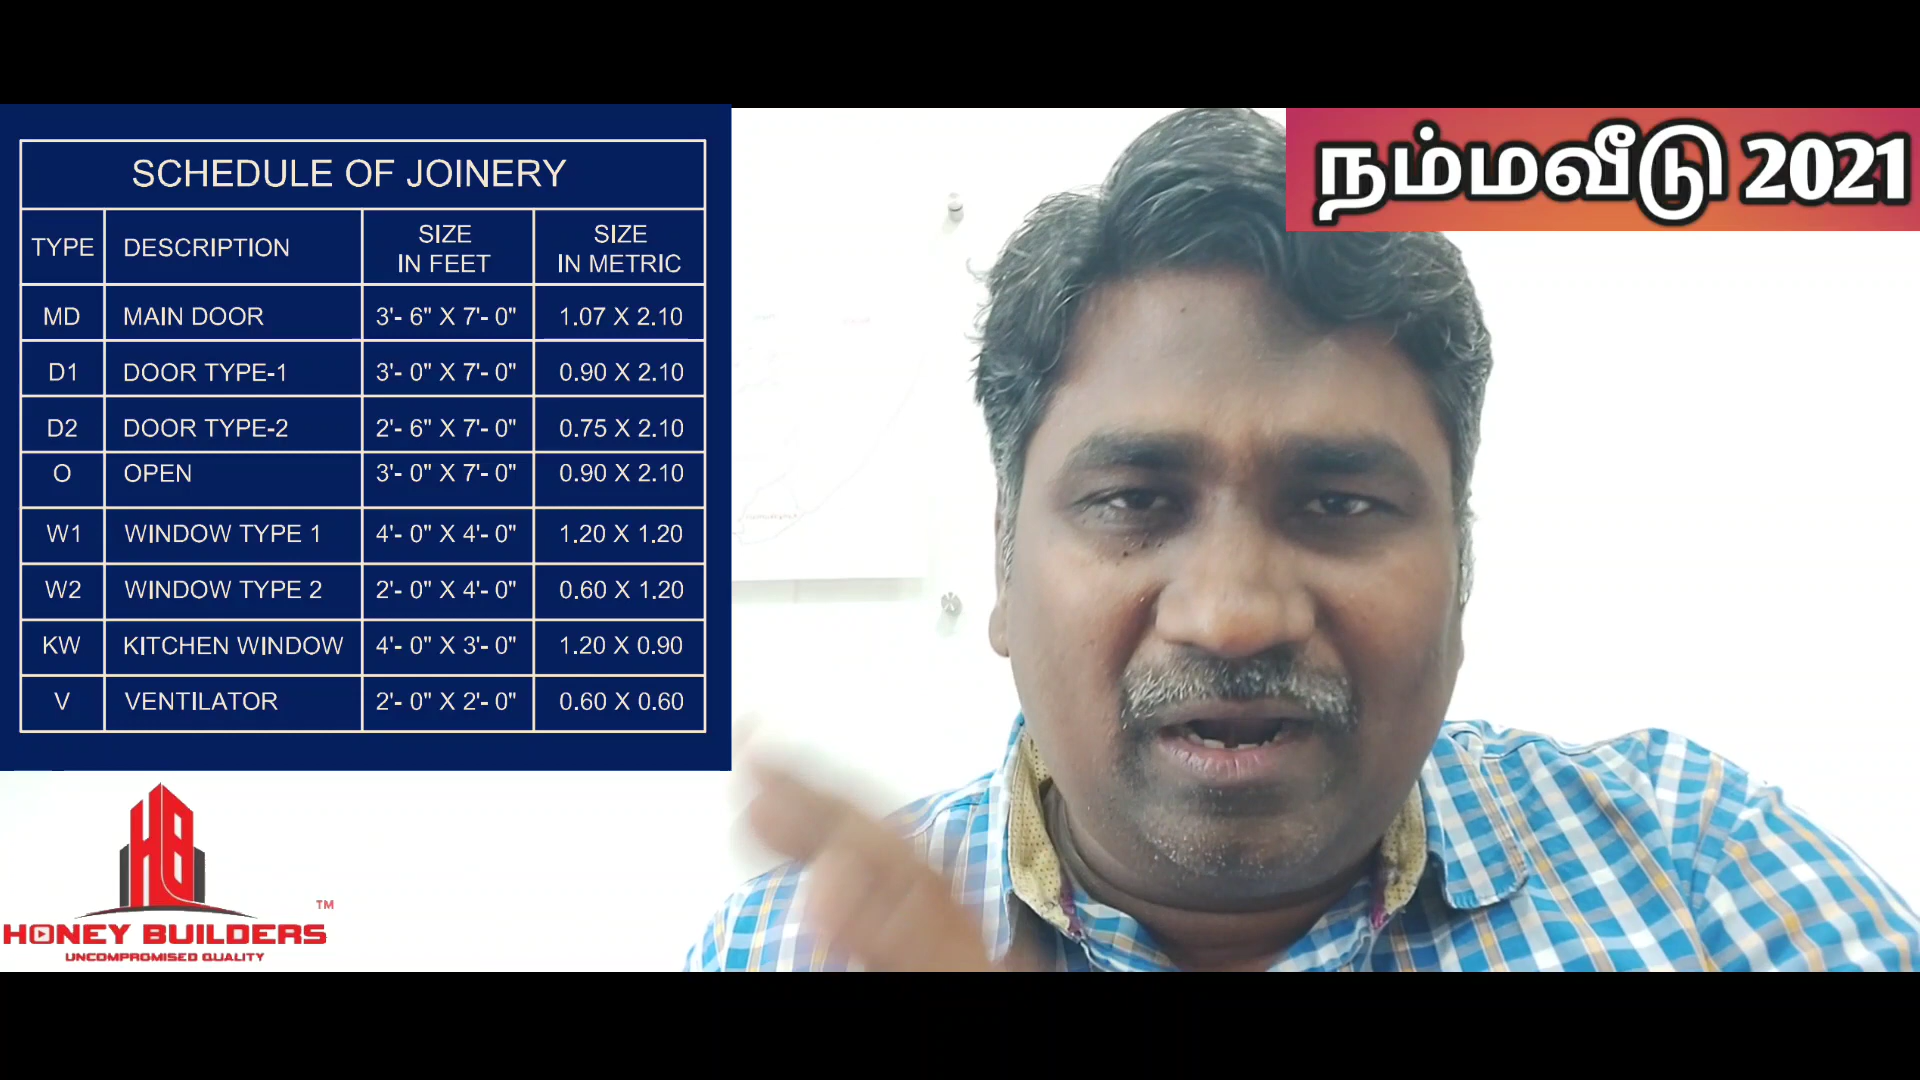 SCHEDULE OF JOINERY
TYPE DESCRIPTION SIZE IN FEET SIZE IN METRIC
MD MAIN DOOR 3'- 6" X 7'- 0" 1.07 X 2.10
D1 DOOR TYPE-1 3'- 0" X 7'- 0" 0.90 X 2.10
D2 DOOR TYPE-2 2'- 6" X 7'- 0" 0.75 X 2.10
O OPEN 3'- 0" X 7'- 0" 0.90 X 2.10
W1 WINDOW TYPE 1 4'- 0" X 4'- 0" 1.20 X 1.20
W2 WINDOW TYPE 2 2'- 0" X 4'- 0" 0.60 X 1.20
KW KITCHEN WINDOW 4'- 0" X 3'- 0" 1.20 X 0.90
V VENTILATOR 2'- 0" X 2'- 0" 0.60 X 0.60
நம்மவீடு 2021
HB
TM
HONEY BUILDERS
UNCOMPROMISED QUALITY